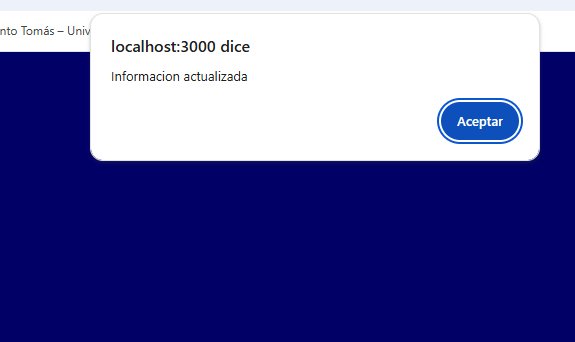 nto Tomás – Univ
localhost:3000 dice
Informacion actualizada
Aceptar